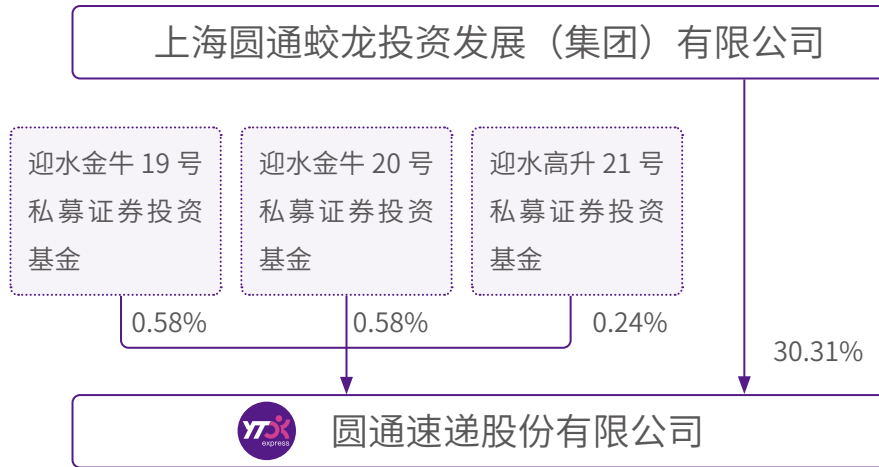 上海圆通蛟龙投资发展（集团）有限公司
迎水金牛 19 号
私募证券投资
基金
迎水金牛 20 号
私募证券投资
基金
迎水高升 21 号
私募证券投资
基金
0.58%
0.58%
0.24%
30.31%
YTO
express
圆通速递股份有限公司